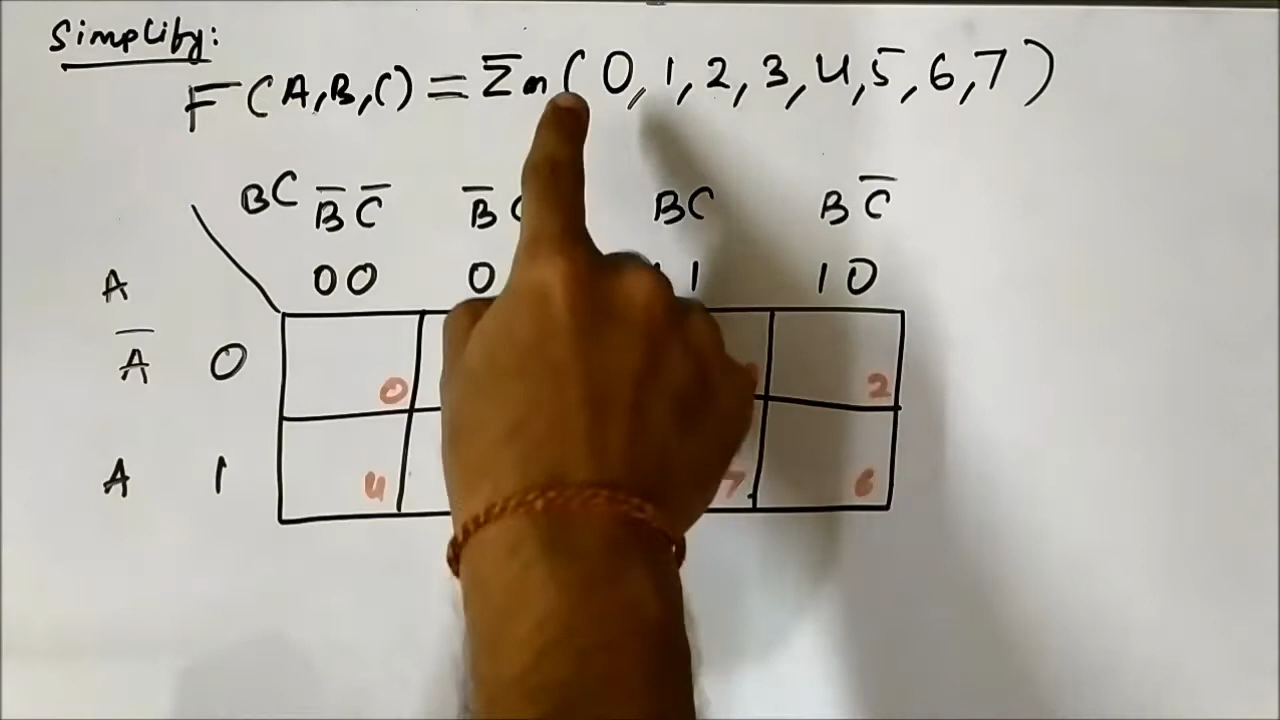 Simplify:
F(A,B,C) = Σm(0,1,2,3,4,5,6,7)
BC B̅ C̅ B̅ BC B C̅
A 00 0 1 10
A̅ 0 0 2
A 1 4 7 6